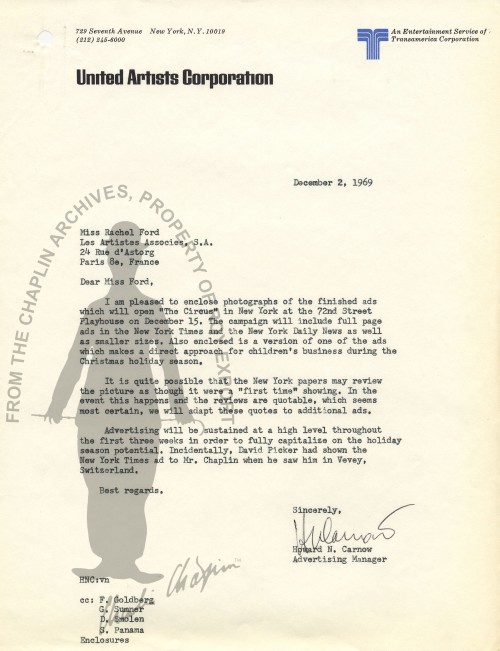 729 Seventh Avenue New York, N.Y. 10019
(212) 245-6000
An Entertainment Service of
Transamerica Corporation
United Artists Corporation
December 2, 1969
Miss Rachel Ford
Les Artistes Associes, S.A.
24 Rue d'Astorg
Paris 8e, France
Dear Miss Ford,
I am pleased to enclose photographs of the finished ads
which will open "The Circus" in New York at the 72nd Street
Playhouse on December 15. The campaign will include full page
ads in the New York Times and the New York Daily News as well
as smaller sizes. Also enclosed is a version of one of the ads
which makes a direct approach for children's business during the
Christmas holiday season.
It is quite possible that the New York papers may review
the picture as though it were a "first time" showing. In the
event this happens and the reviews are quotable, which seems
most certain, we will adapt these quotes to additional ads.
Advertising will be sustained at a high level throughout
the first three weeks in order to fully capitalize on the holiday
season potential. Incidentally, David Picker had shown the
New York Times ad to Mr. Chaplin when he saw him in Vevey,
Switzerland.
Best regards.
Sincerely,
Howard N. Carnow
Advertising Manager
HNC:vn
cc: F. Goldberg
G. Sumner
D. Smolen
S. Panama
Enclosures
FROM THE CHAPLIN ARCHIVES, PROPERTY OF ROY EXPORT
Charlie Chaplin